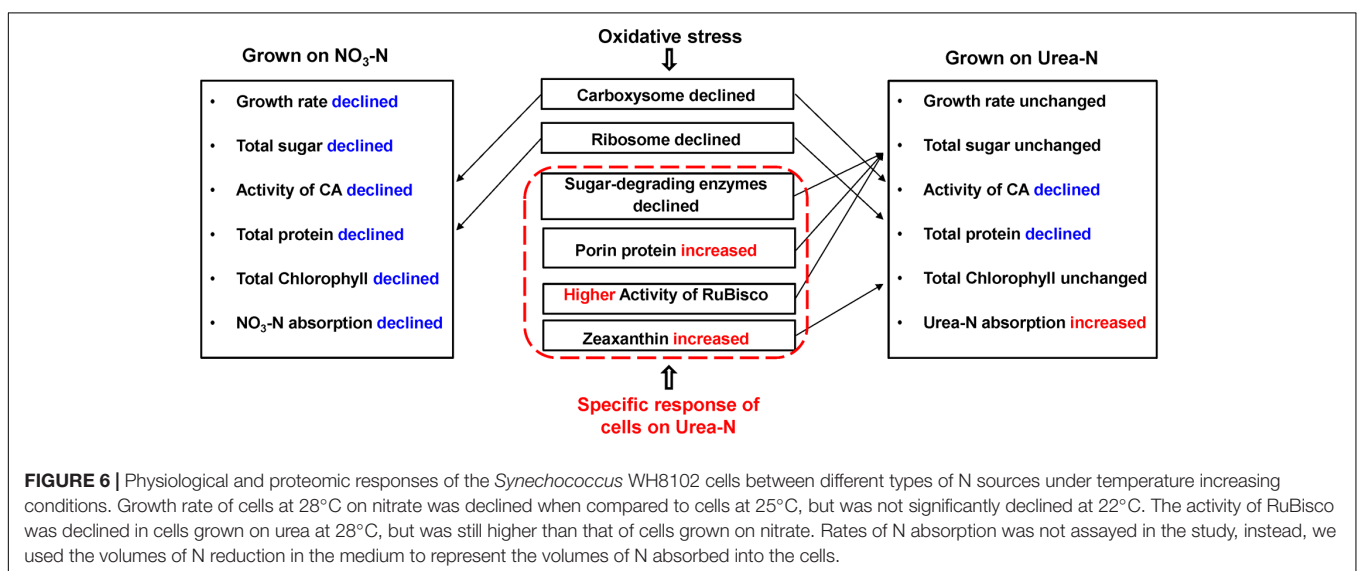 Grown on NO₃-N
• Growth rate declined
• Total sugar declined
• Activity of CA declined
• Total protein declined
• Total Chlorophyll declined
• NO₃-N absorption declined
Oxidative stress
Carboxysome declined
Ribosome declined
Sugar-degrading enzymes
declined
Porin protein increased
Higher Activity of RuBisco
Zeaxanthin increased
Specific response of
cells on Urea-N
Grown on Urea-N
• Growth rate unchanged
• Total sugar unchanged
• Activity of CA declined
• Total protein declined
• Total Chlorophyll unchanged
• Urea-N absorption increased
FIGURE 6 | Physiological and proteomic responses of the Synechococcus WH8102 cells between different types of N sources under temperature increasing
conditions. Growth rate of cells at 28°C on nitrate was declined when compared to cells at 25°C, but was not significantly declined at 22°C. The activity of RuBisco
was declined in cells grown on urea at 28°C, but was still higher than that of cells grown on nitrate. Rates of N absorption was not assayed in the study, instead, we
used the volumes of N reduction in the medium to represent the volumes of N absorbed into the cells.